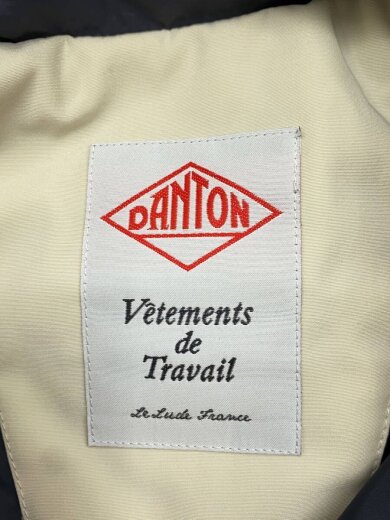 DANTON
Vêtements
de
Travail
Le Lude France